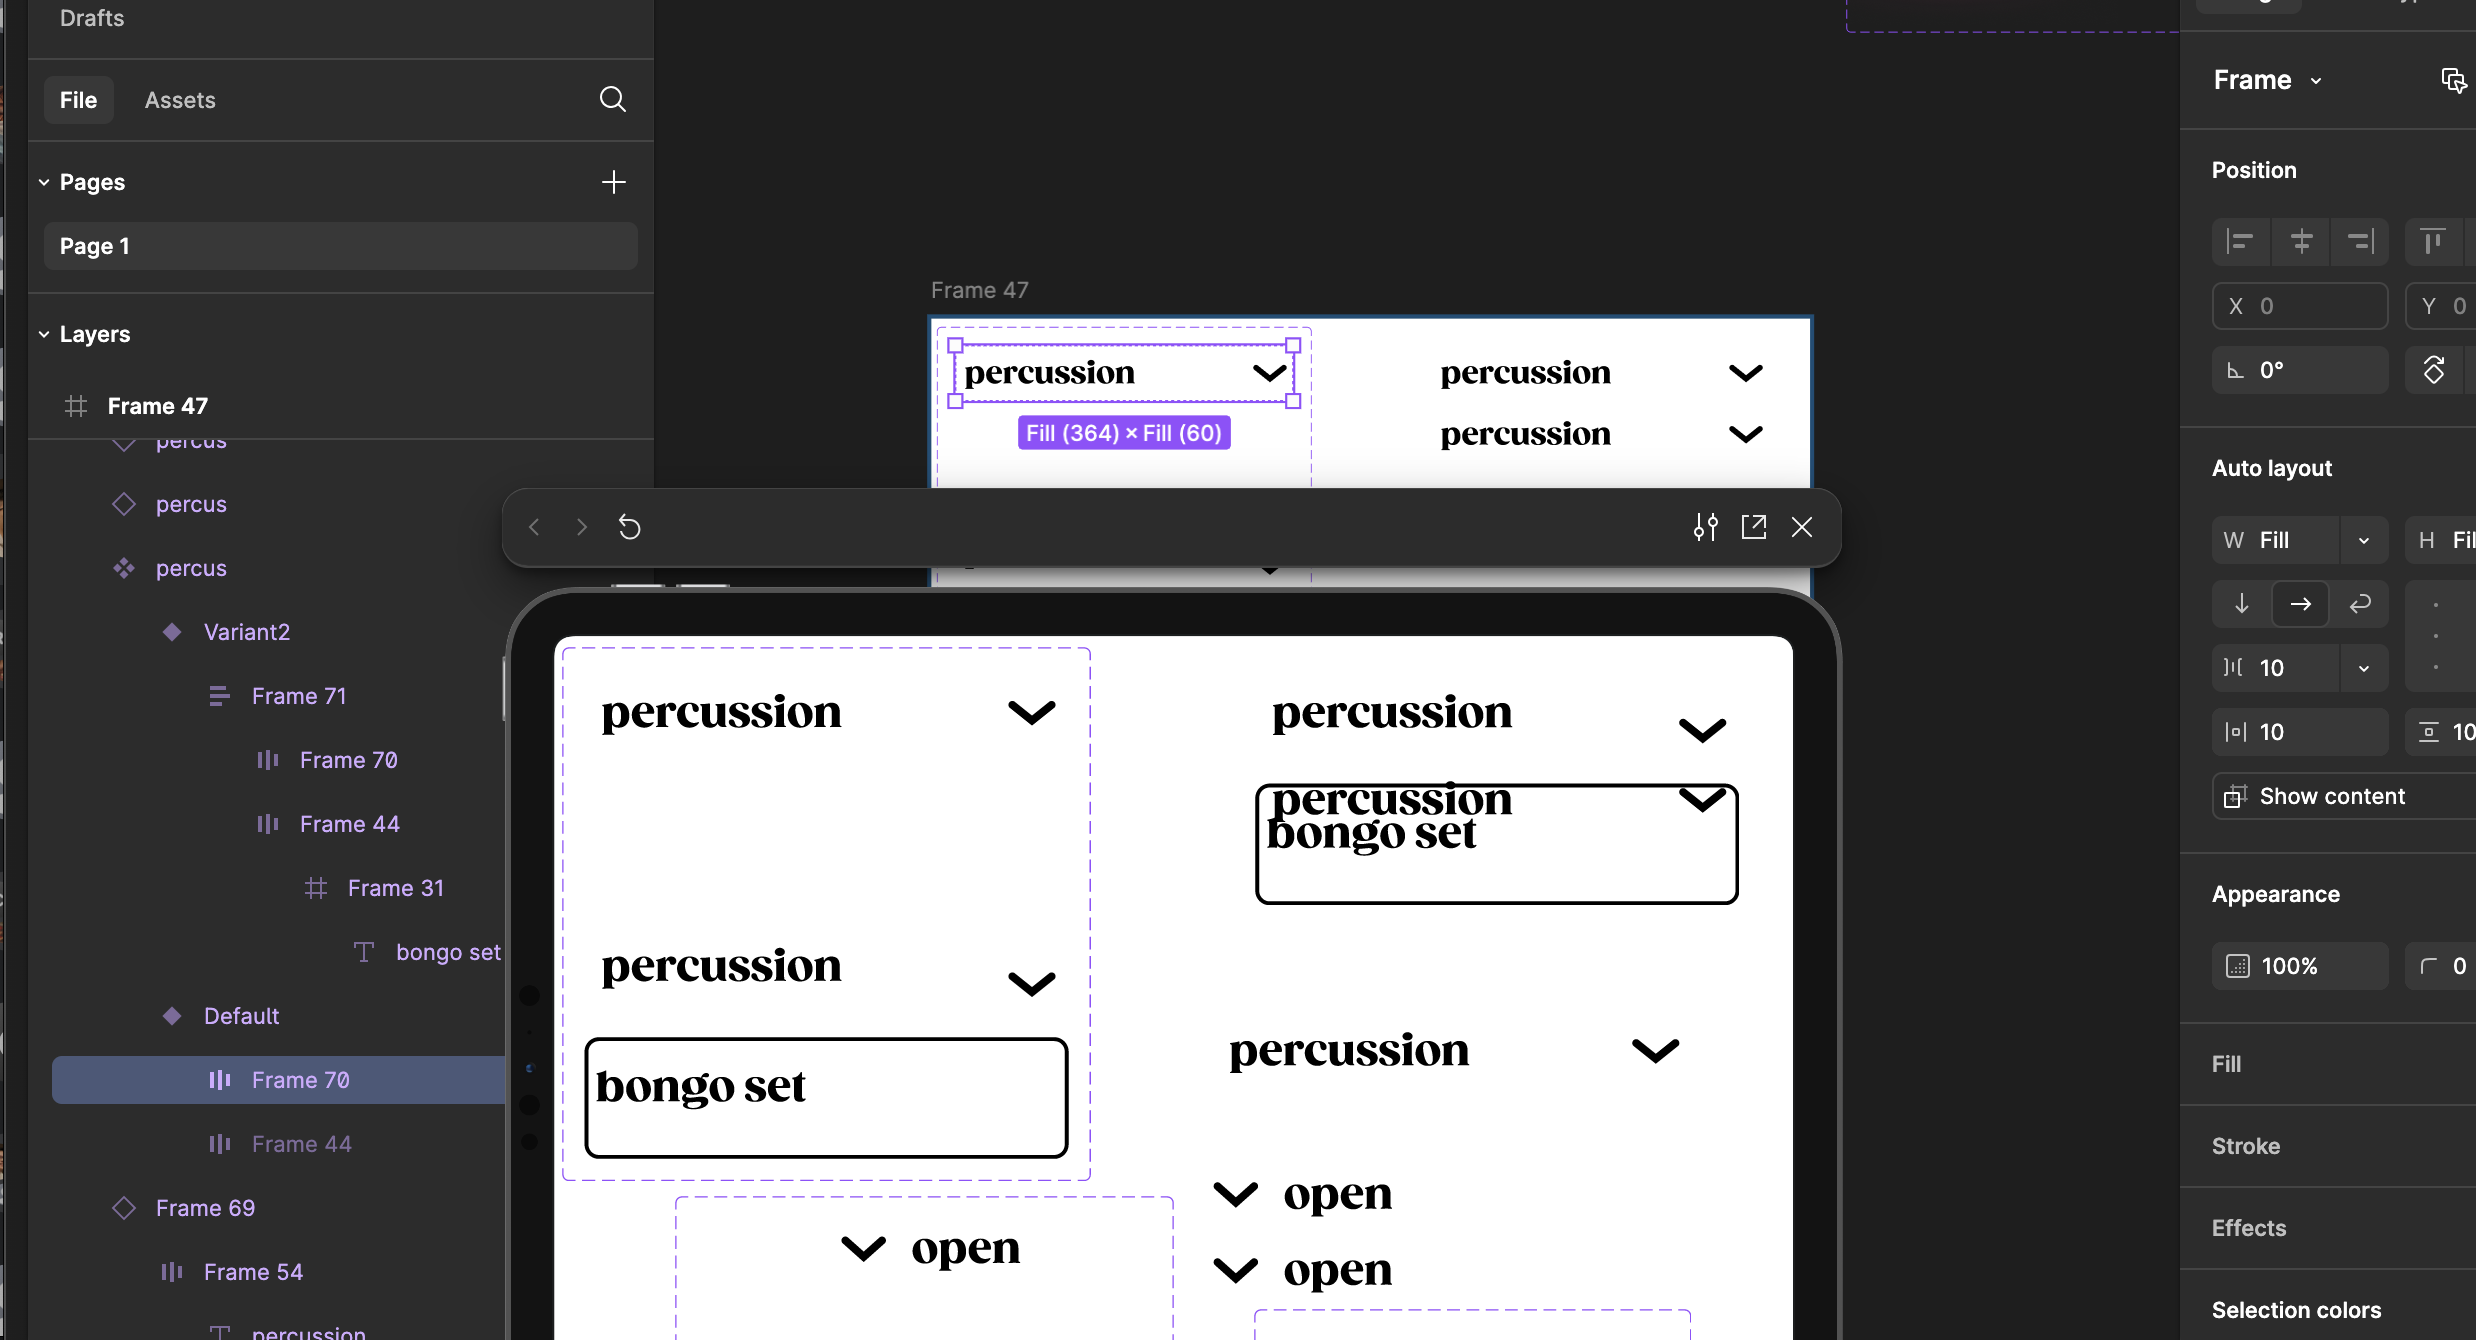 Drafts
File
Assets
Pages
Page 1
Layers
Frame 47
percus
percus
percus
Variant2
Frame 71
Frame 70
Frame 44
Frame 31
bongo set
Default
Frame 70
Frame 44
Frame 69
Frame 54
percussion
Frame 47
percussion
percussion
percussion
Fill (364) × Fill (60)
percussion
percussion
percussion
bongo set
percussion
bongo set
percussion
open
open
open
Frame
Position
X 0
Y 0
0°
Auto layout
W Fill
H
10
10
10
Show content
Appearance
100%
0
Fill
Stroke
Effects
Selection colors